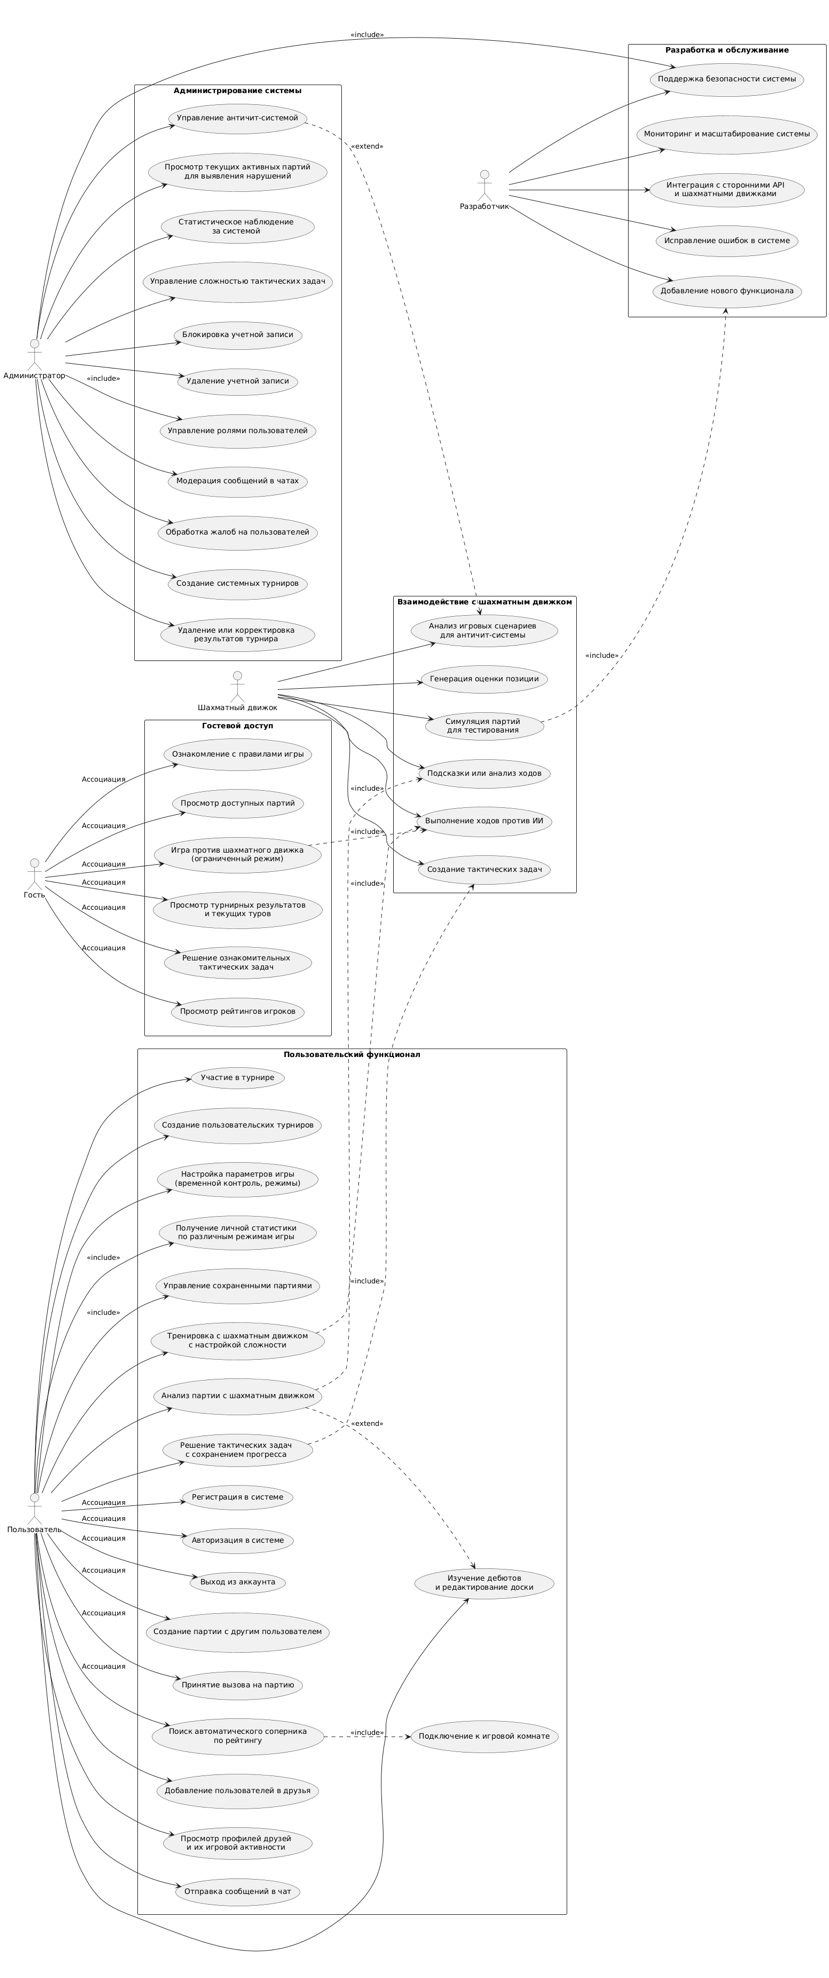 «include»
Разработка и обслуживание
Поддержка безопасности системы
Мониторинг и масштабирование системы
Интеграция с сторонними API
и шахматными движками
Исправление ошибок в системе
Добавление нового функционала
Разработчик
Администрирование системы
Управление античит-системой
«extend»
Просмотр текущих активных партий
для выявления нарушений
Статистическое наблюдение
за системой
Управление сложностью тактических задач
Блокировка учетной записи
Удаление учетной записи
Администратор
«include»
Управление ролями пользователей
Модерация сообщений в чатах
Обработка жалоб на пользователей
Создание системных турниров
Удаление или корректировка
результатов турнира
Взаимодействие с шахматным движком
Анализ игровых сценариев
для античит-системы
Генерация оценки позиции
Симуляция партий
для тестирования
«include»
Подсказки или анализ ходов
Выполнение ходов против ИИ
Создание тактических задач
Шахматный движок
Гостевой доступ
Ознакомление с правилами игры
Ассоциация
Просмотр доступных партий
Ассоциация
«include»
Игра против шахматного движка
(ограниченный режим)
«include»
Ассоциация
Гость
Ассоциация
«include»
Просмотр турнирных результатов
и текущих туров
Ассоциация
Решение ознакомительных
тактических задач
Ассоциация
Просмотр рейтингов игроков
Пользовательский функционал
Участие в турнире
Создание пользовательских турниров
Настройка параметров игры
(временной контроль, режимы)
Получение личной статистики
по различным режимам игры
«include»
Управление сохраненными партиями
«include»
«include»
Тренировка с шахматным движком
с настройкой сложности
Анализ партии с шахматным движком
«extend»
Решение тактических задач
с сохранением прогресса
Регистрация в системе
Ассоциация
Авторизация в системе
Ассоциация
Пользователь
Ассоциация
Выход из аккаунта
Изучение дебютов
и редактирование доски
Ассоциация
Создание партии с другим пользователем
Ассоциация
Принятие вызова на партию
Ассоциация
Поиск автоматического соперника
по рейтингу
«include»
Подключение к игровой комнате
Добавление пользователей в друзья
Просмотр профилей друзей
и их игровой активности
Отправка сообщений в чат